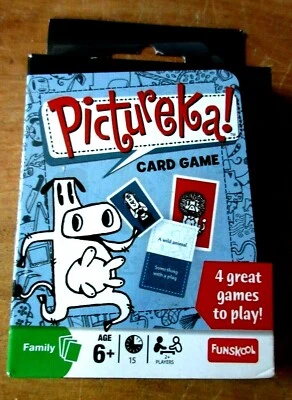 Pictureka!
CARD GAME
A wild animal
Something
with a plug
4 great
games
to play!
Family
AGE
6+
15
2+
PLAYERS
FUNSKOOL